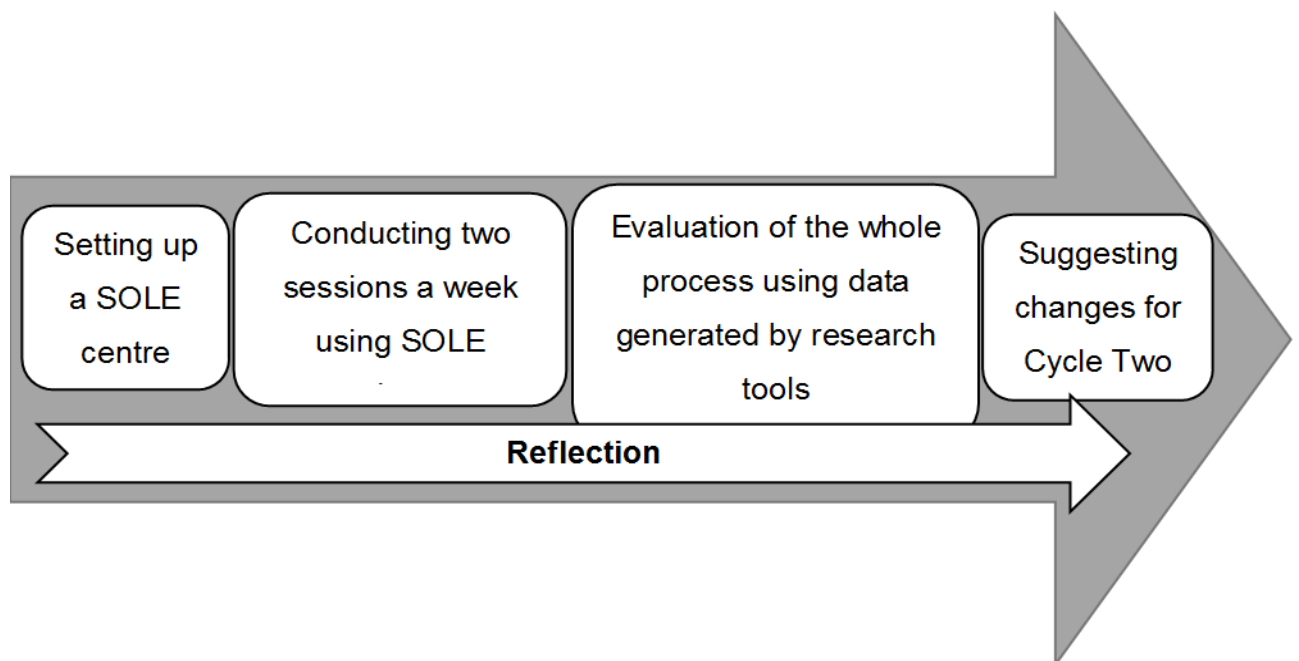 Setting up
a SOLE
centre
Conducting two
sessions a week
using SOLE
Evaluation of the whole
process using data
generated by research
tools
Suggesting
changes for
Cycle Two
Reflection